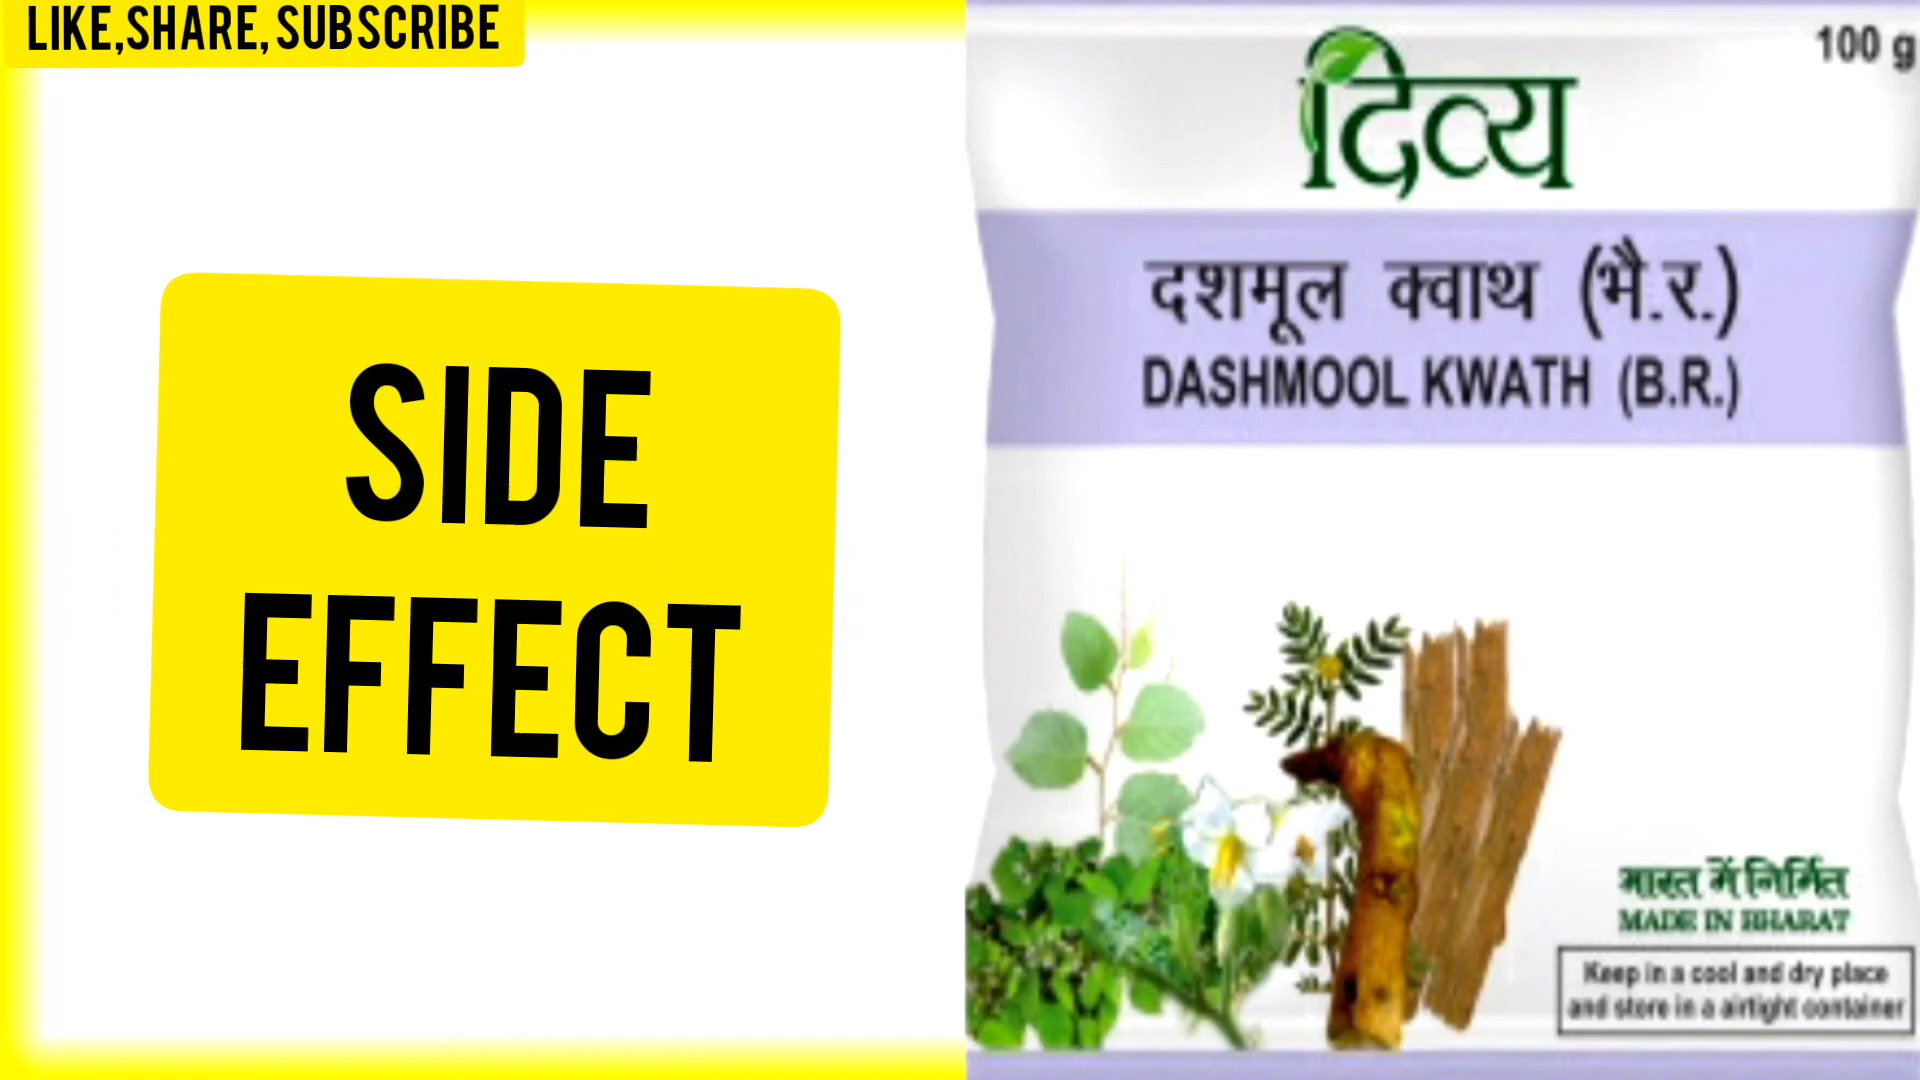 LIKE,SHARE, SUBSCRIBE
SIDE
EFFECT
100 g
दिव्य
दशमूल क्वाथ (भै.र.)
DASHMOOL KWATH (B.R.)
भारत में निर्मित
MADE IN BHARAT
Keep in a cool and dry place
and store in a airtight container